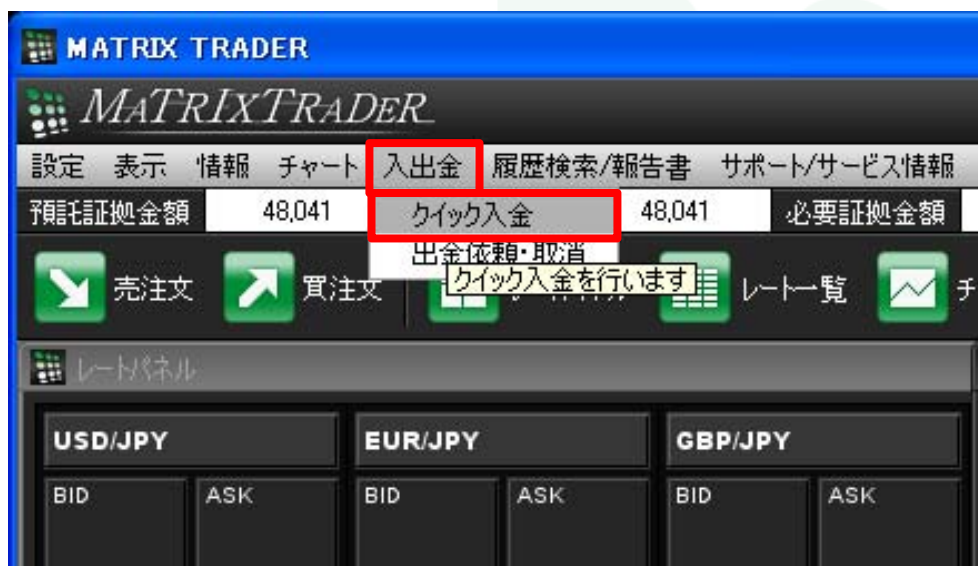 MATRIX TRADER
MATRIXTRADER
設定 表示 情報 チャート 入出金 履歴検索/報告書 サポート/サービス情報
預託証拠金額 48,041 クイック入金 48,041 必要証拠金額
出金依頼・取消
クイック入金を行います
売注文 買注文 レート一覧 チ
レートパネル
USD/JPY EUR/JPY GBP/JPY
BID ASK BID ASK BID ASK